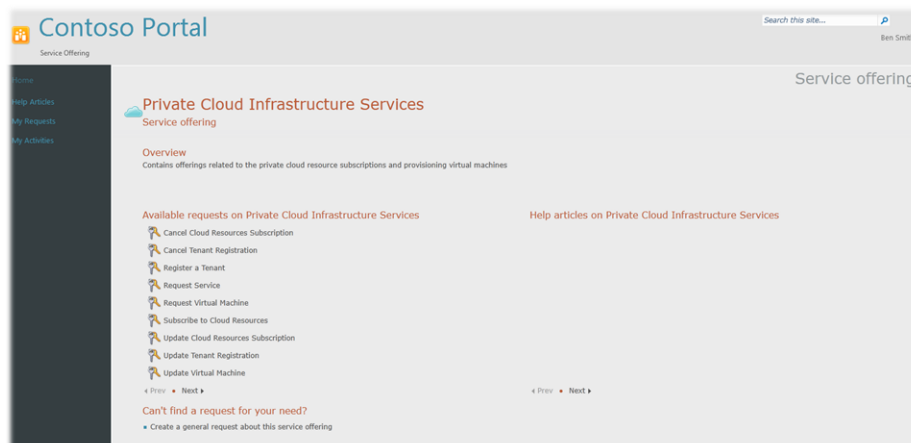 Contoso Portal
Search this site...
Ben Smith
Service Offering
Service offering
Home
Help Articles
My Requests
My Activities
Private Cloud Infrastructure Services
Service offering
Overview
Contains offerings related to the private cloud resource subscriptions and provisioning virtual machines
Available requests on Private Cloud Infrastructure Services
Cancel Cloud Resources Subscription
Cancel Tenant Registration
Register a Tenant
Request Service
Request Virtual Machine
Subscribe to Cloud Resources
Update Cloud Resources Subscription
Update Tenant Registration
Update Virtual Machine
Prev • Next
Help articles on Private Cloud Infrastructure Services
Prev • Next
Can't find a request for your need?
Create a general request about this service offering